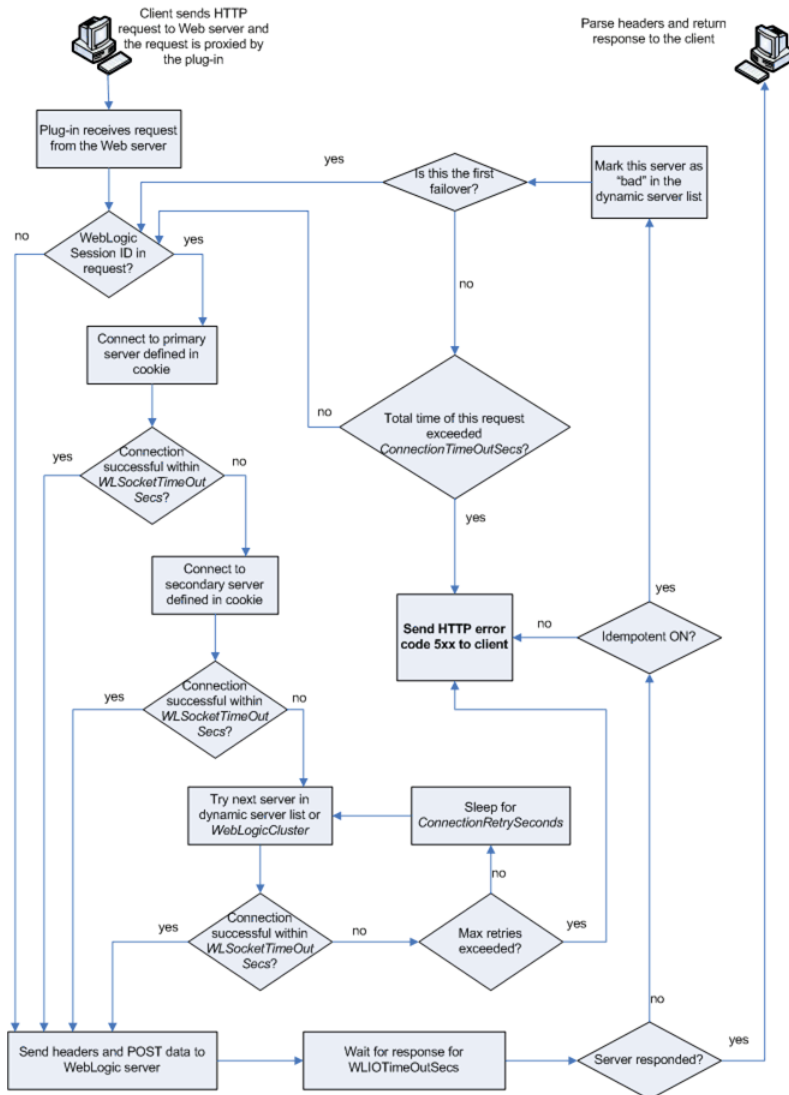 Client sends HTTP
request to Web server and
the request is proxied by
the plug-in
Parse headers and return
response to the client
Plug-in receives request
from the Web server
yes
Is this the first
failover?
Mark this server as
“bad” in the
dynamic server list
no
WebLogic
Session ID in
request?
yes
no
Connect to primary
server defined in
cookie
no
Total time of this request
exceeded
ConnectionTimeOutSecs?
yes
Connection
successful within
WLSocketTimeOut
Secs?
no
yes
Connect to
secondary server
defined in cookie
yes
Send HTTP error
code 5xx to client
no
Idempotent ON?
yes
Connection
successful within
WLSocketTimeOut
Secs?
no
Try next server in
dynamic server list or
WebLogicCluster
Sleep for
ConnectionRetrySeconds
no
yes
Connection
successful within
WLSocketTimeOut
Secs?
no
Max retries
exceeded?
yes
no
Send headers and POST data to
WebLogic server
Wait for response for
WLIOTimeOutSecs
Server responded?
yes